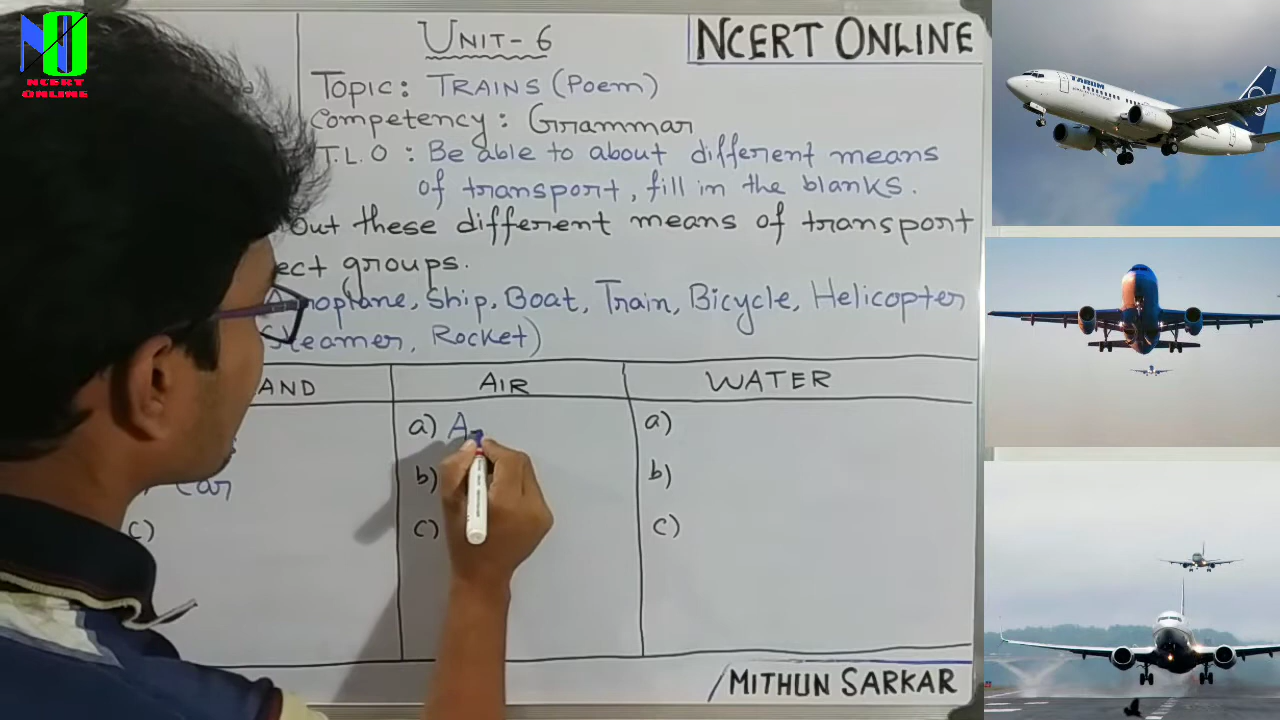 NCERT
ONLINE
UNIT-6
NCERT ONLINE
Topic: TRAINS (Poem)
Competency: Grammar
T.L.O : Be able to about different means
of transport, fill in the blanks.
out these different means of transport
ect groups.
roplane, Ship, Boat, Train, Bicycle, Helicopter
Steamer, Rocket)
AND AIR WATER
a) A a)
Car b) b)
c) c) c)
/MITHUN SARKAR
TAROM